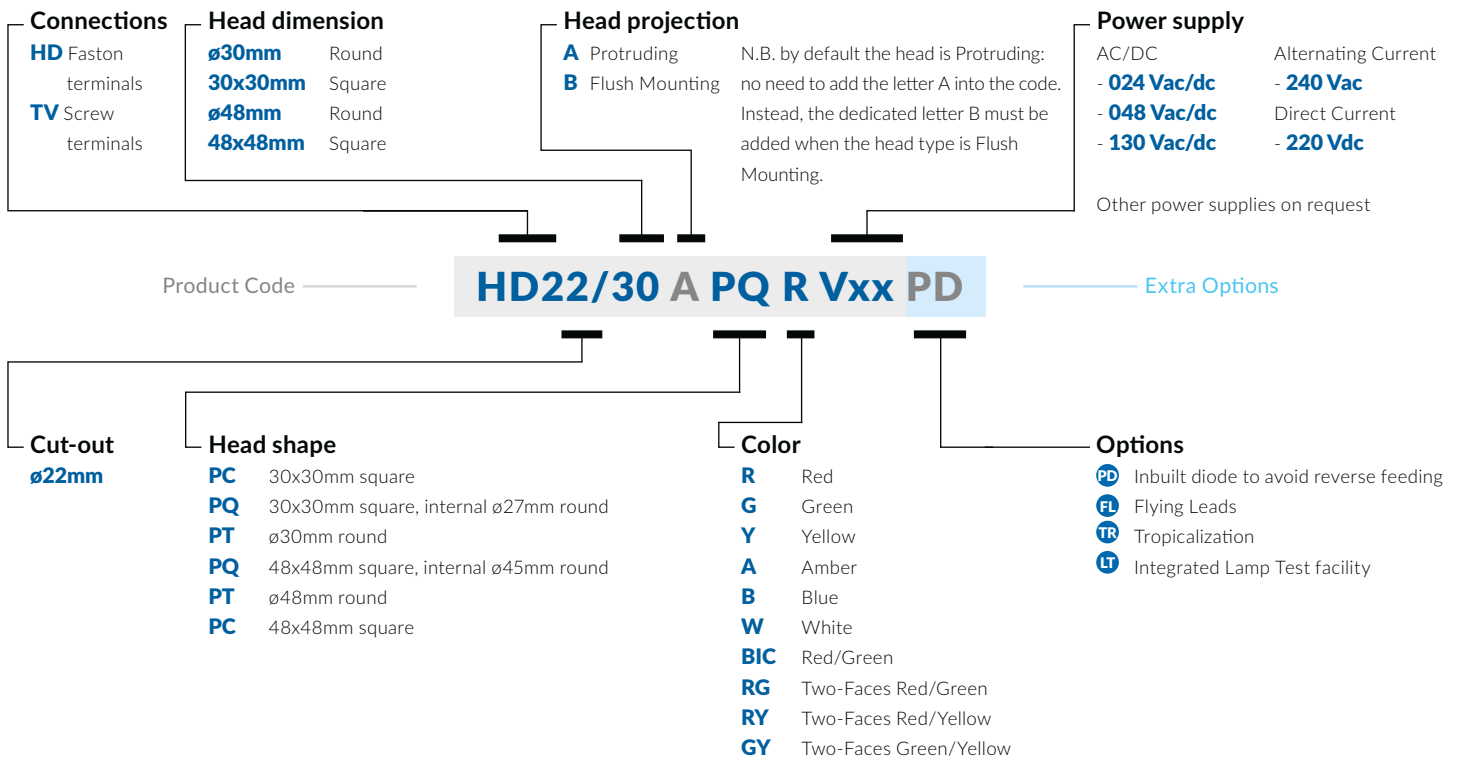 Connections
HD Faston
terminals
TV Screw
terminals
Head dimension
ø30mm Round
30x30mm Square
ø48mm Round
48x48mm Square
Head projection
A Protruding
B Flush Mounting
N.B. by default the head is Protruding:
no need to add the letter A into the code.
Instead, the dedicated letter B must be
added when the head type is Flush
Mounting.
Power supply
AC/DC
- 024 Vac/dc
- 048 Vac/dc
- 130 Vac/dc
Alternating Current
- 240 Vac
Direct Current
- 220 Vdc
Other power supplies on request
Product Code
HD22/30 A PQ R Vxx PD
Extra Options
Cut-out
ø22mm
Head shape
PC 30x30mm square
PQ 30x30mm square, internal ø27mm round
PT ø30mm round
PQ 48x48mm square, internal ø45mm round
PT ø48mm round
PC 48x48mm square
Color
R Red
G Green
Y Yellow
A Amber
B Blue
W White
BIC Red/Green
RG Two-Faces Red/Green
RY Two-Faces Red/Yellow
GY Two-Faces Green/Yellow
Options
PD Inbuilt diode to avoid reverse feeding
FL Flying Leads
TR Tropicalization
LT Integrated Lamp Test facility